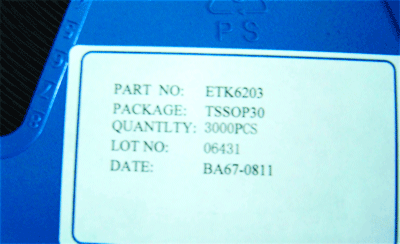 PS
PART NO: ETK6203
PACKAGE: TSSOP30
QUANTLTY: 3000PCS
LOT NO: 06431
DATE: BA67-0811